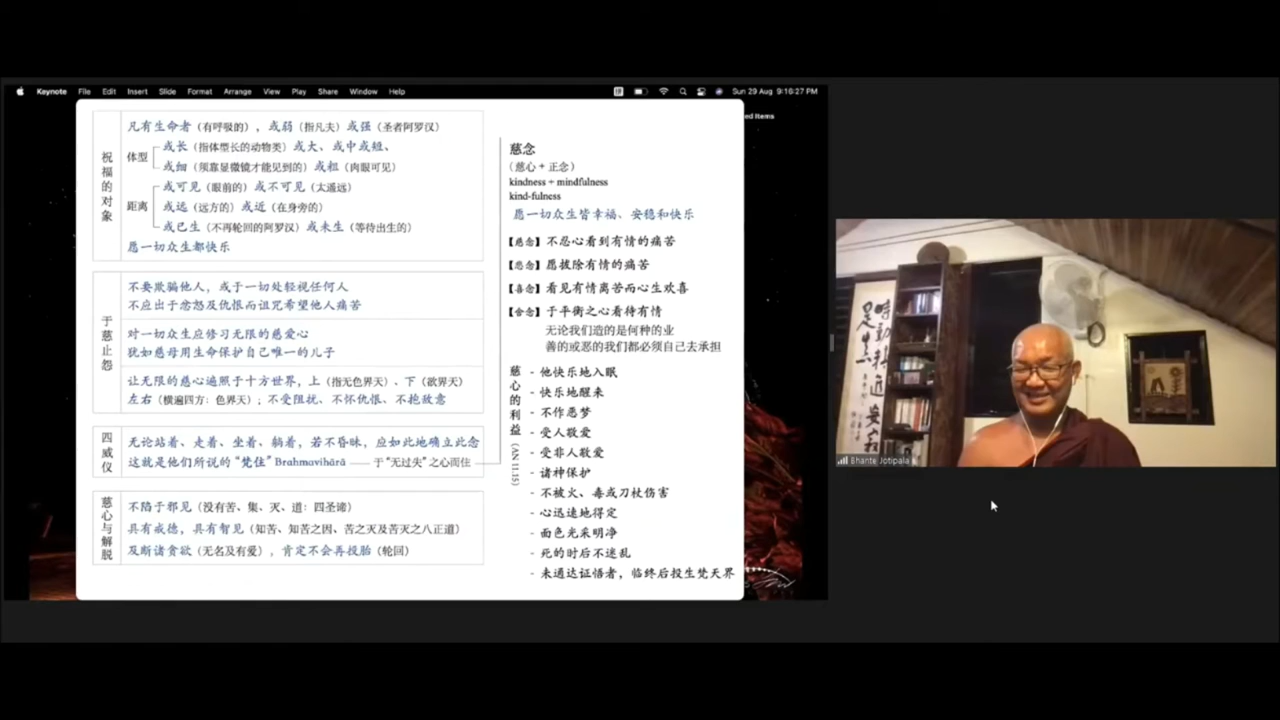 Keynote File Edit Insert Slide Format Arrange View Play Share Window Help
Sun 29 Aug 9:16:27 PM
ed Items
祝福的对象
凡有生命者（有呼吸的），或弱（指凡夫）或强（圣者阿罗汉）
体型
或长（指体型长的动物类）或大、或中或短、
或细（须靠显微镜才能见到的）或粗（肉眼可见）
距离
或可见（眼前的）或不可见（太遥远）
或远（远方的）或近（在身旁的）
或已生（不再轮回的阿罗汉）或未生（等待出生的）
愿一切众生都快乐
于慈止怨
不要欺骗他人，或于一切处轻视任何人
不应出于忿怒及仇恨而诅咒希望他人痛苦
对一切众生应修习无限的慈爱心
犹如慈母用生命保护自己唯一的儿子
让无限的慈心遍照于十方世界，上（指无色界天）、下（欲界天）
左右（横遍四方：色界天）；不受阻扰、不怀仇恨、不抱敌意
四威仪
无论站着、走着、坐着、躺着，若不昏昧，应如此地确立此念
这就是他们所说的“梵住”Brahmavihārā —— 于“无过失”之心而住
慈心与解脱
不陷于邪见（没有苦、集、灭、道：四圣谛）
具有戒德，具有智见（知苦、知苦之因、苦之灭及苦灭之八正道）
及断诸贪欲（无名及有爱），肯定不会再投胎（轮回）
慈念
（慈心 + 正念）
kindness + mindfulness
kind-fulness
愿一切众生皆幸福、安稳和快乐
【慈念】不忍心看到有情的痛苦
【悲念】愿拔除有情的痛苦
【喜念】看见有情离苦而心生欢喜
【舍念】于平衡之心看待有情
无论我们造的是何种的业
善的或恶的我们都必须自己去承担
慈心的利益（AN 11.15）
- 他快乐地入眠
- 快乐地醒来
- 不作恶梦
- 受人敬爱
- 受非人敬爱
- 诸神保护
- 不被火、毒或刀杖伤害
- 心迅速地得定
- 面色光采明净
- 死的时后不迷乱
- 未通达证悟者，临终后投生梵天界
Bhante Jotipala